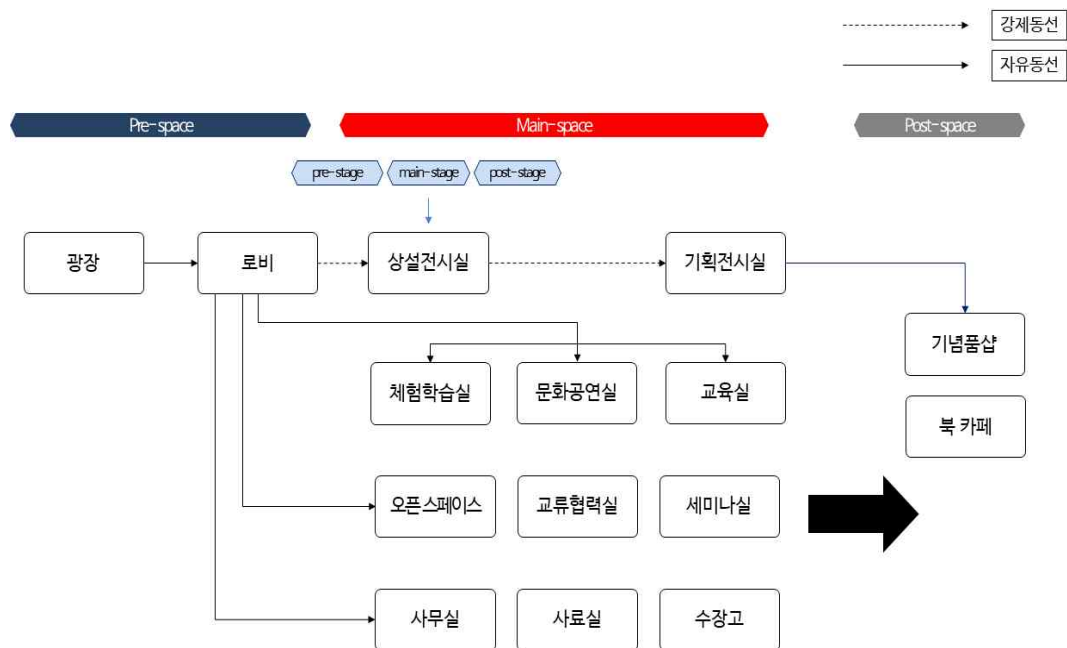 강제동선
자유동선
Pre-space
Main-space
Post-space
pre-stage
main-stage
post-stage
광장
로비
상설전시실
기획전시실
기념품샵
체험학습실
문화공연실
교육실
북 카페
오픈스페이스
교류협력실
세미나실
사무실
사료실
수장고